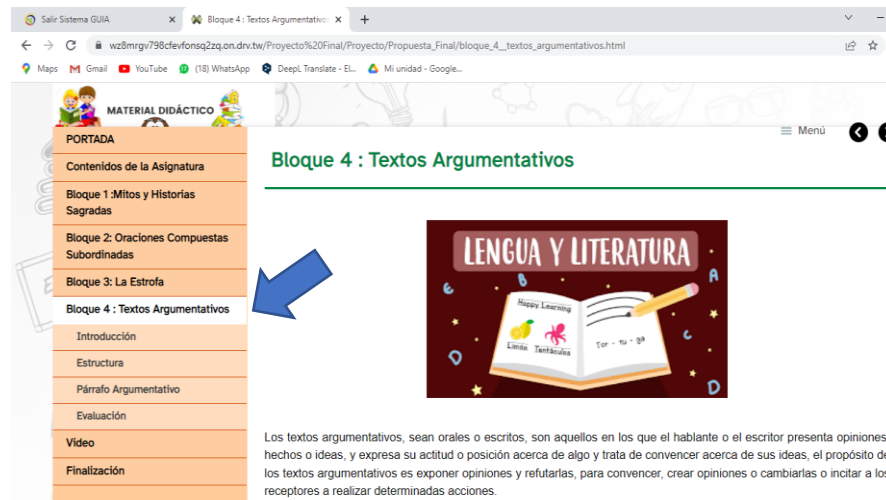 Salir Sistema GUIA
Bloque 4 : Textos Argumentativo
wz8mrgv798cfevfonsq2zq.on.drv.tw/Proyecto%20Final/Proyecto/Propuesta_Final/bloque_4__textos_argumentativos.html
Maps Gmail YouTube (18) WhatsApp DeepL Translate - El... Mi unidad - Google...
MATERIAL DIDÁCTICO
Menú
PORTADA
Contenidos de la Asignatura
Bloque 1 :Mitos y Historias
Sagradas
Bloque 2: Oraciones Compuestas
Subordinadas
Bloque 3: La Estrofa
Bloque 4 : Textos Argumentativos
Introducción
Estructura
Párrafo Argumentativo
Evaluación
Video
Finalización
Bloque 4 : Textos Argumentativos
LENGUA Y LITERATURA
Happy Learning
Limón Tentáculos
Tor - tu - ga
E
B
A
C
D
D
Los textos argumentativos, sean orales o escritos, son aquellos en los que el hablante o el escritor presenta opiniones,
hechos o ideas, y expresa su actitud o posición acerca de algo y trata de convencer acerca de sus ideas, el propósito de
los textos argumentativos es exponer opiniones y refutarlas, para convencer, crear opiniones o cambiarlas o incitar a los
receptores a realizar determinadas acciones.